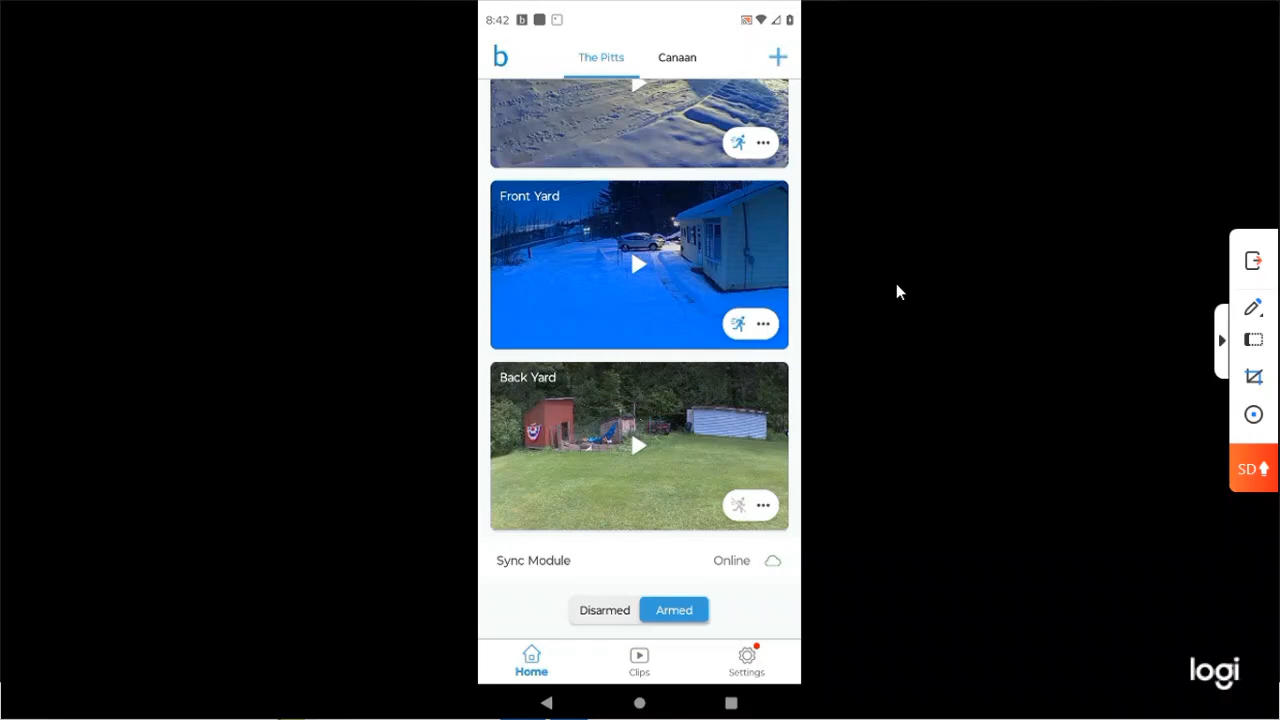 8:42
b
The Pitts
Canaan
Front Yard
Back Yard
Sync Module
Online
Disarmed
Armed
Home
Clips
Settings
SD
logi